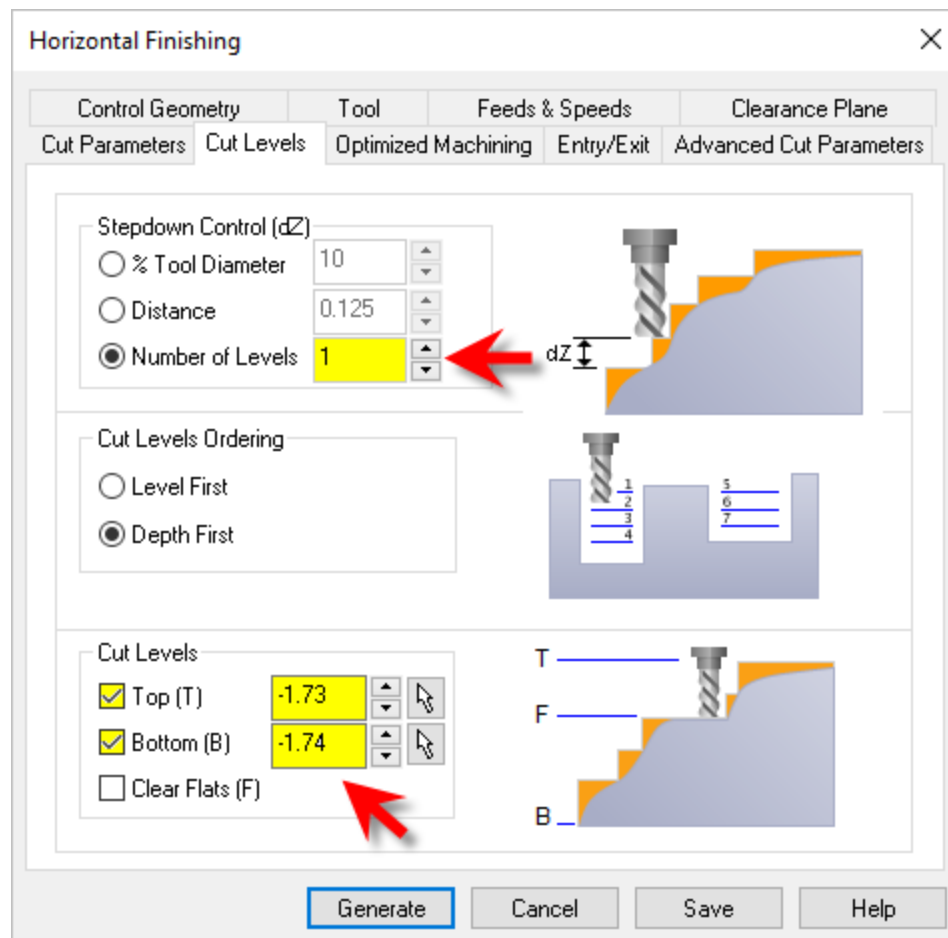 Horizontal Finishing
Control Geometry Tool Feeds & Speeds Clearance Plane
Cut Parameters Cut Levels Optimized Machining Entry/Exit Advanced Cut Parameters
Stepdown Control (dZ)
% Tool Diameter 10
Distance 0.125
Number of Levels 1
dZ
Cut Levels Ordering
Level First
Depth First
1 5
2 6
3 7
4
Cut Levels
Top (T) -1.73
Bottom (B) -1.74
Clear Flats (F)
T
F
B
Generate Cancel Save Help